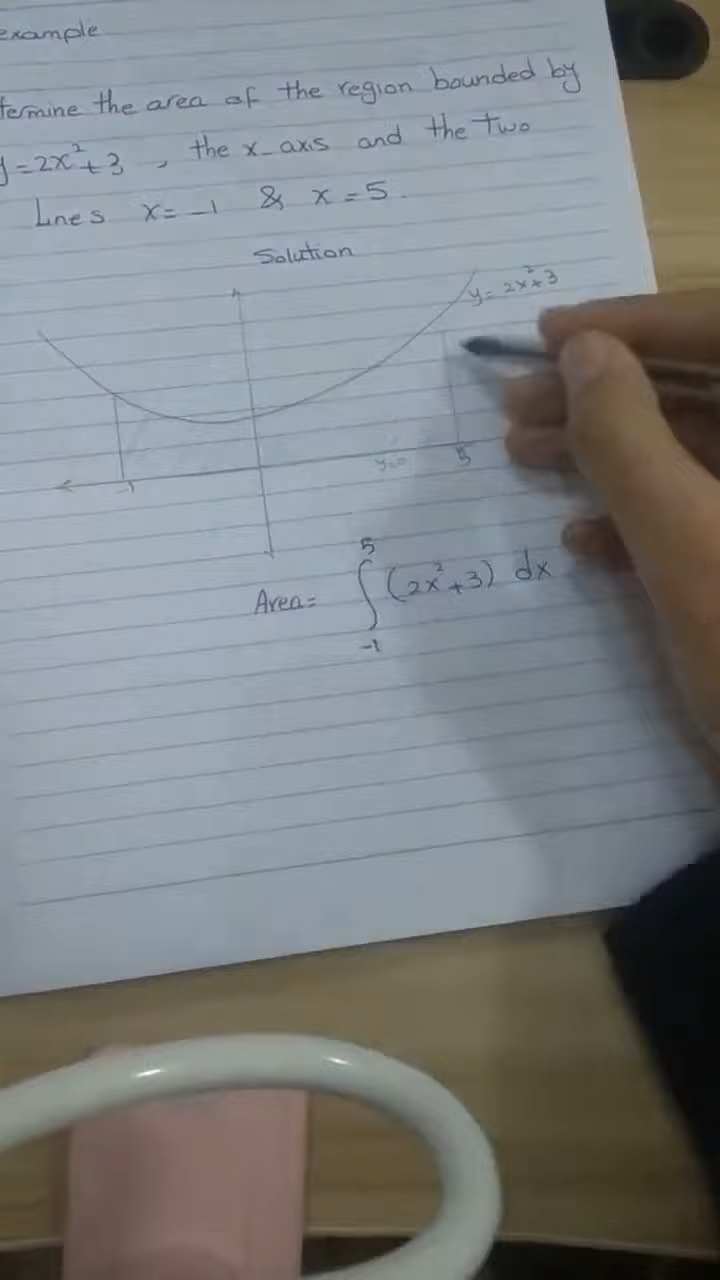 example
termine the area of the region bounded by
y = 2x² + 3 , the x-axis and the two
Lines x = -1 & x = 5.
Solution
y = 2x² + 3
-1
5
Area = ∫₋₁⁵ (2x² + 3) dx